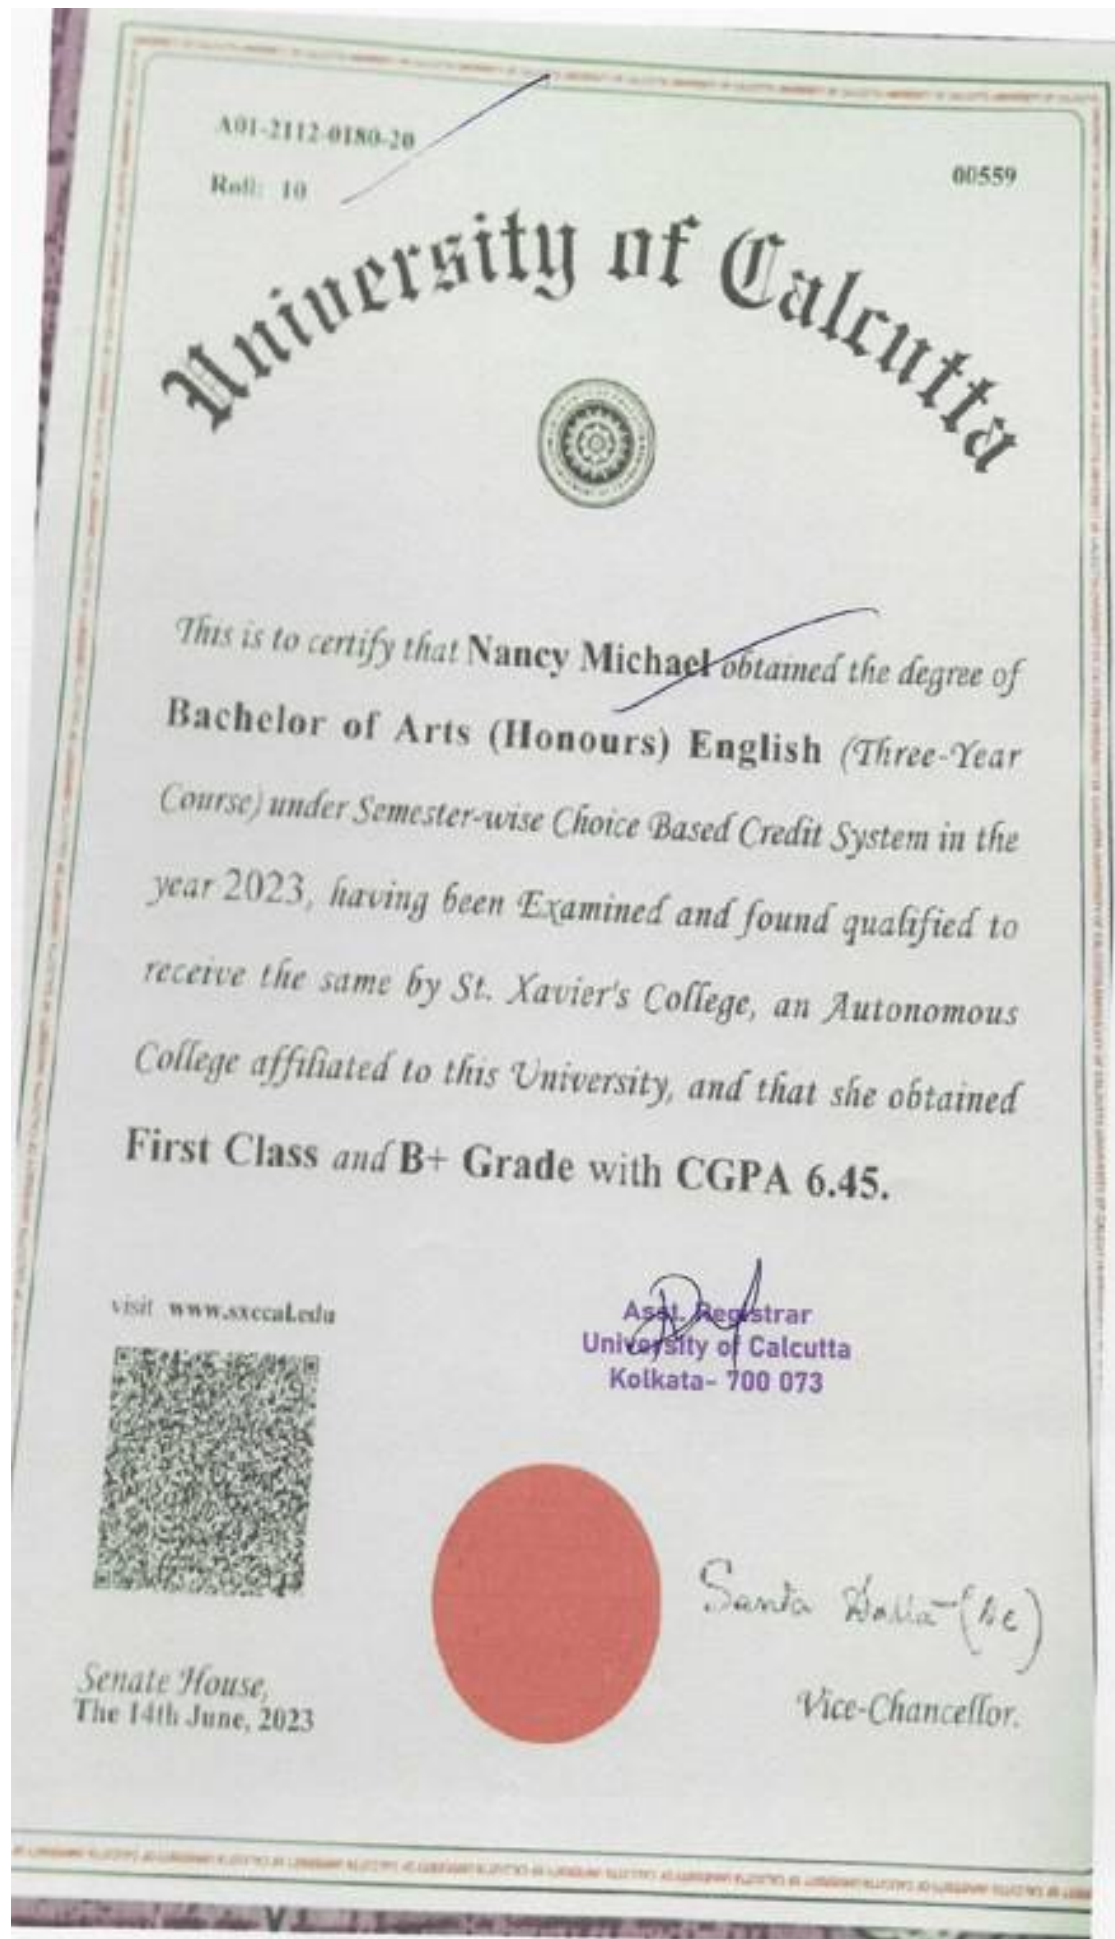 A01-2112-0180-20
00559
Roll: 10
University of Calcutta
This is to certify that Nancy Michael obtained the degree of
Bachelor of Arts (Honours) English (Three-Year
Course) under Semester-wise Choice Based Credit System in the
year 2023, having been Examined and found qualified to
receive the same by St. Xavier's College, an Autonomous
College affiliated to this University, and that she obtained
First Class and B+ Grade with CGPA 6.45.
visit www.sxccal.edu
Asst. Registrar
University of Calcutta
Kolkata- 700 073
Santa
Senate House,
The 14th June, 2023
Vice-Chancellor.